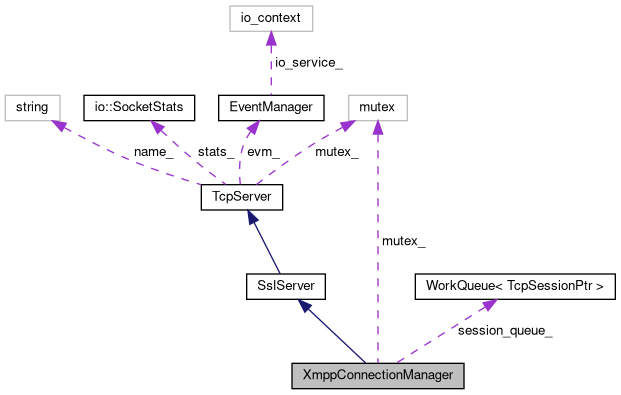 io_context
io_service_
string
io::SocketStats
EventManager
mutex
name_
stats_
evm_
mutex_
TcpServer
mutex_
SslServer
WorkQueue< TcpSessionPtr >
session_queue_
XmppConnectionManager